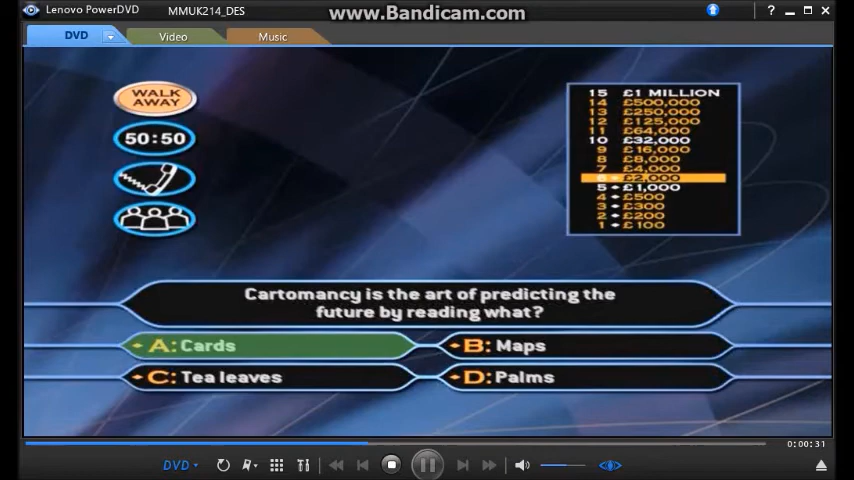 Lenovo PowerDVD
MMUK214_DES
www.Bandicam.com
?
DVD
Video
Music
WALK
AWAY
50:50
15 £1 MILLION
14 £500,000
13 £250,000
12 £125,000
11 £64,000
10 £32,000
9 £16,000
8 £8,000
7 £4,000
6 £2,000
5 £1,000
4 £500
3 £300
2 £200
1 £100
Cartomancy is the art of predicting the
future by reading what?
A: Cards
B: Maps
C: Tea leaves
D: Palms
DVD
0:00:31